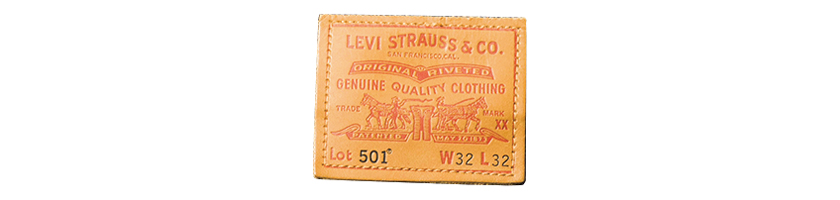 LEVI STRAUSS & CO.
SAN FRANCISCO, CAL.
ORIGINAL RIVETED
GENUINE QUALITY CLOTHING
TRADE MARK
XX
PATENTED MAY 20 1873
Lot 501® W32 L32